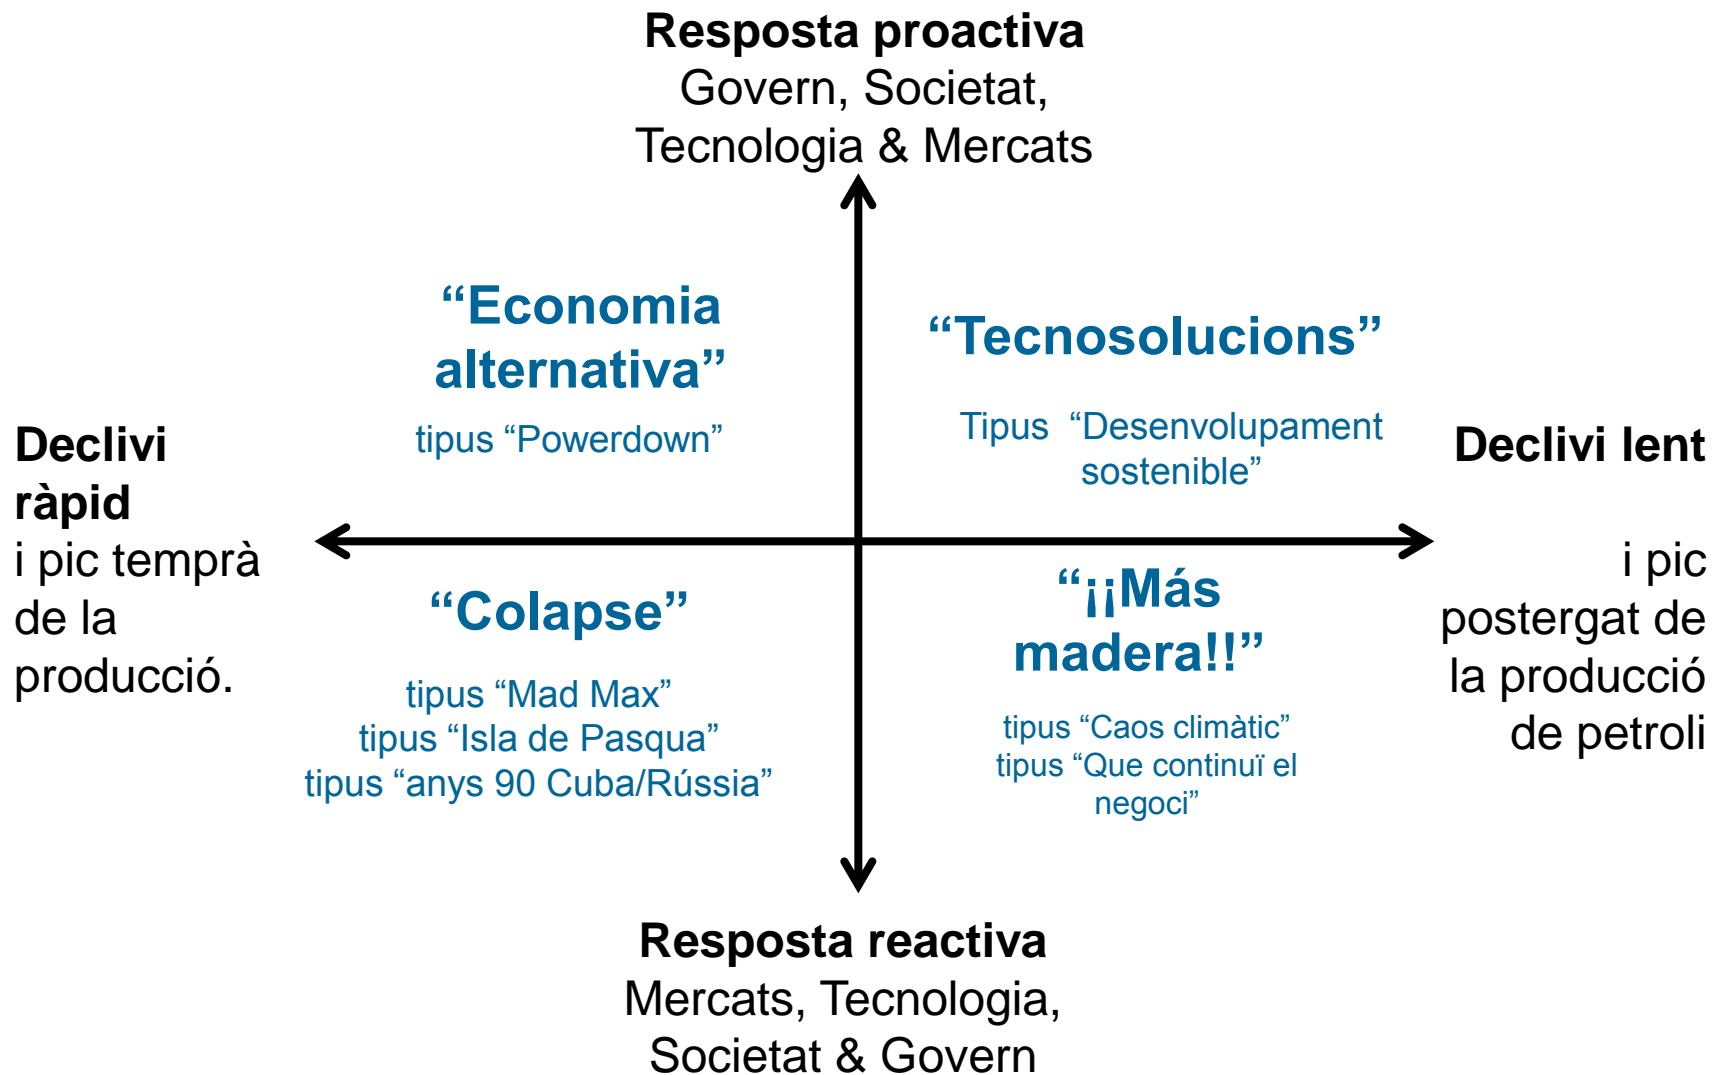 Resposta proactiva
Govern, Societat,
Tecnologia & Mercats
“Economia
alternativa”
tipus “Powerdown”
“Tecnosolucions”
Tipus “Desenvolupament
sostenible”
Declivi
ràpid
i pic temprà
de la
producció.
Declivi lent
i pic
postergat de
la producció
de petroli
“Colapse”
tipus “Mad Max”
tipus “Isla de Pasqua”
tipus “anys 90 Cuba/Rússia”
“¡¡Más
madera!!”
tipus “Caos climàtic”
tipus “Que continuï el
negoci”
Resposta reactiva
Mercats, Tecnologia,
Societat & Govern